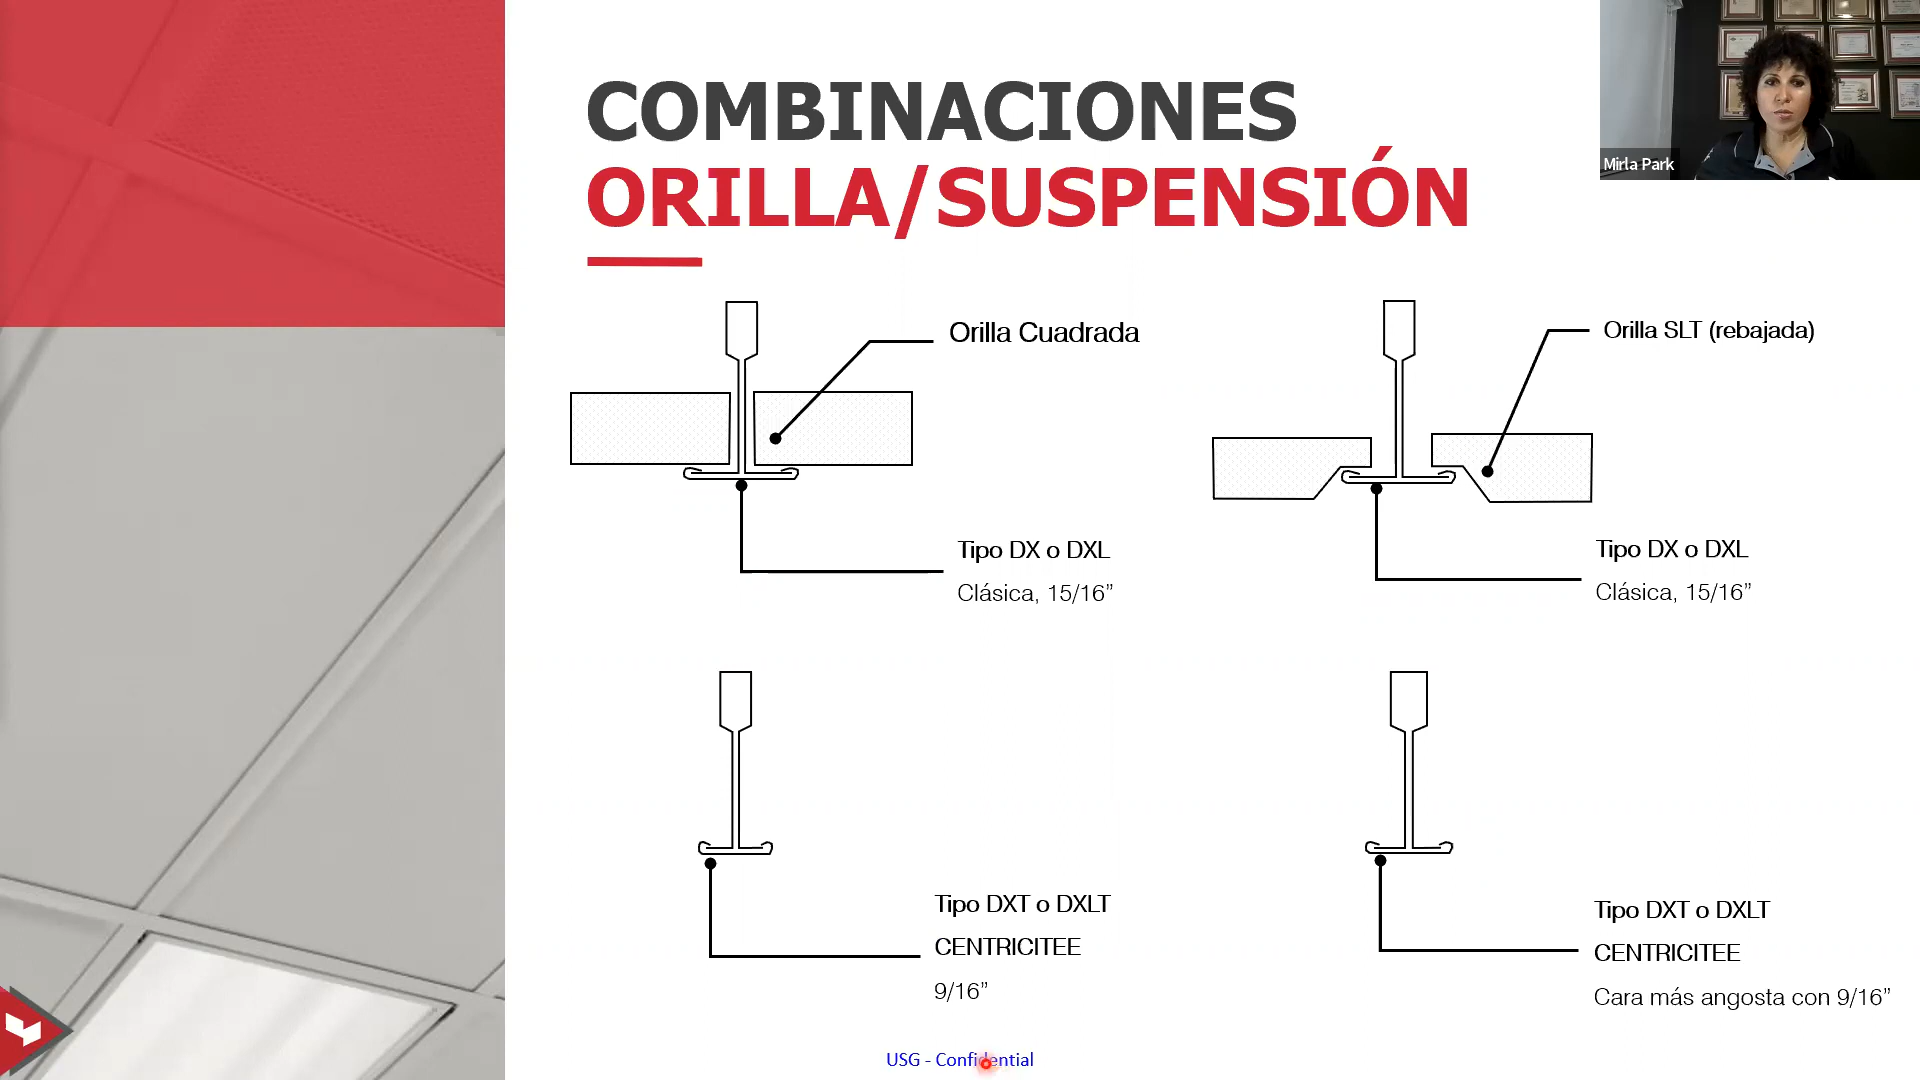 COMBINACIONES
ORILLA/SUSPENSIÓN
Mirla Park
Orilla Cuadrada
Orilla SLT (rebajada)
Tipo DX o DXL
Clásica, 15/16”
Tipo DX o DXL
Clásica, 15/16”
Tipo DXT o DXLT
CENTRICITEE
9/16”
Tipo DXT o DXLT
CENTRICITEE
Cara más angosta con 9/16”
USG - Confidential